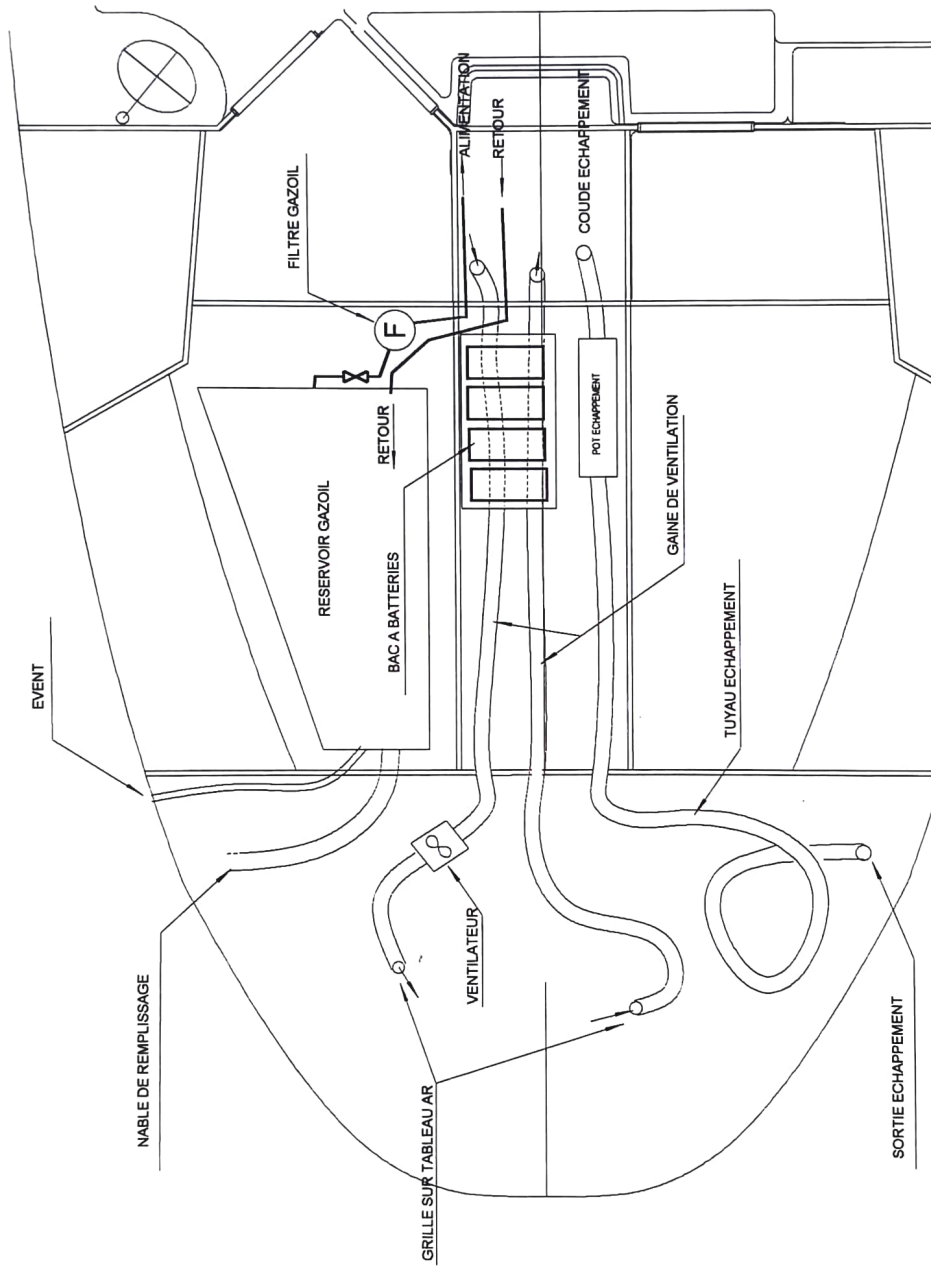 ALIMENTATION
RETOUR
COUDE ECHAPPEMENT
FILTRE GAZOIL
F
RETOUR
POT ECHAPPEMENT
RESERVOIR GAZOIL
BAC A BATTERIES
GAINE DE VENTILATION
EVENT
TUYAU ECHAPPEMENT
NABLE DE REMPLISSAGE
VENTILATEUR
GRILLE SUR TABLEAU AR
SORTIE ECHAPPEMENT